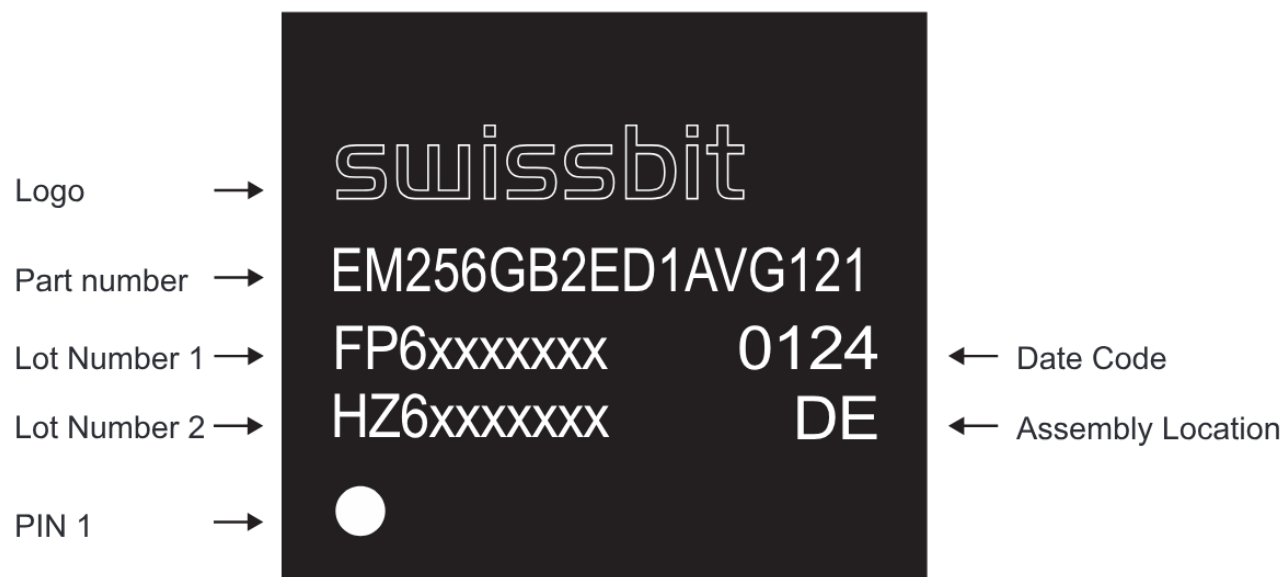 swissbit
Logo
EM256GB2ED1AVG121
Part number
FP6xxxxxxx 0124
Lot Number 1 Date Code
HZ6xxxxxxx DE
Lot Number 2 Assembly Location
PIN 1